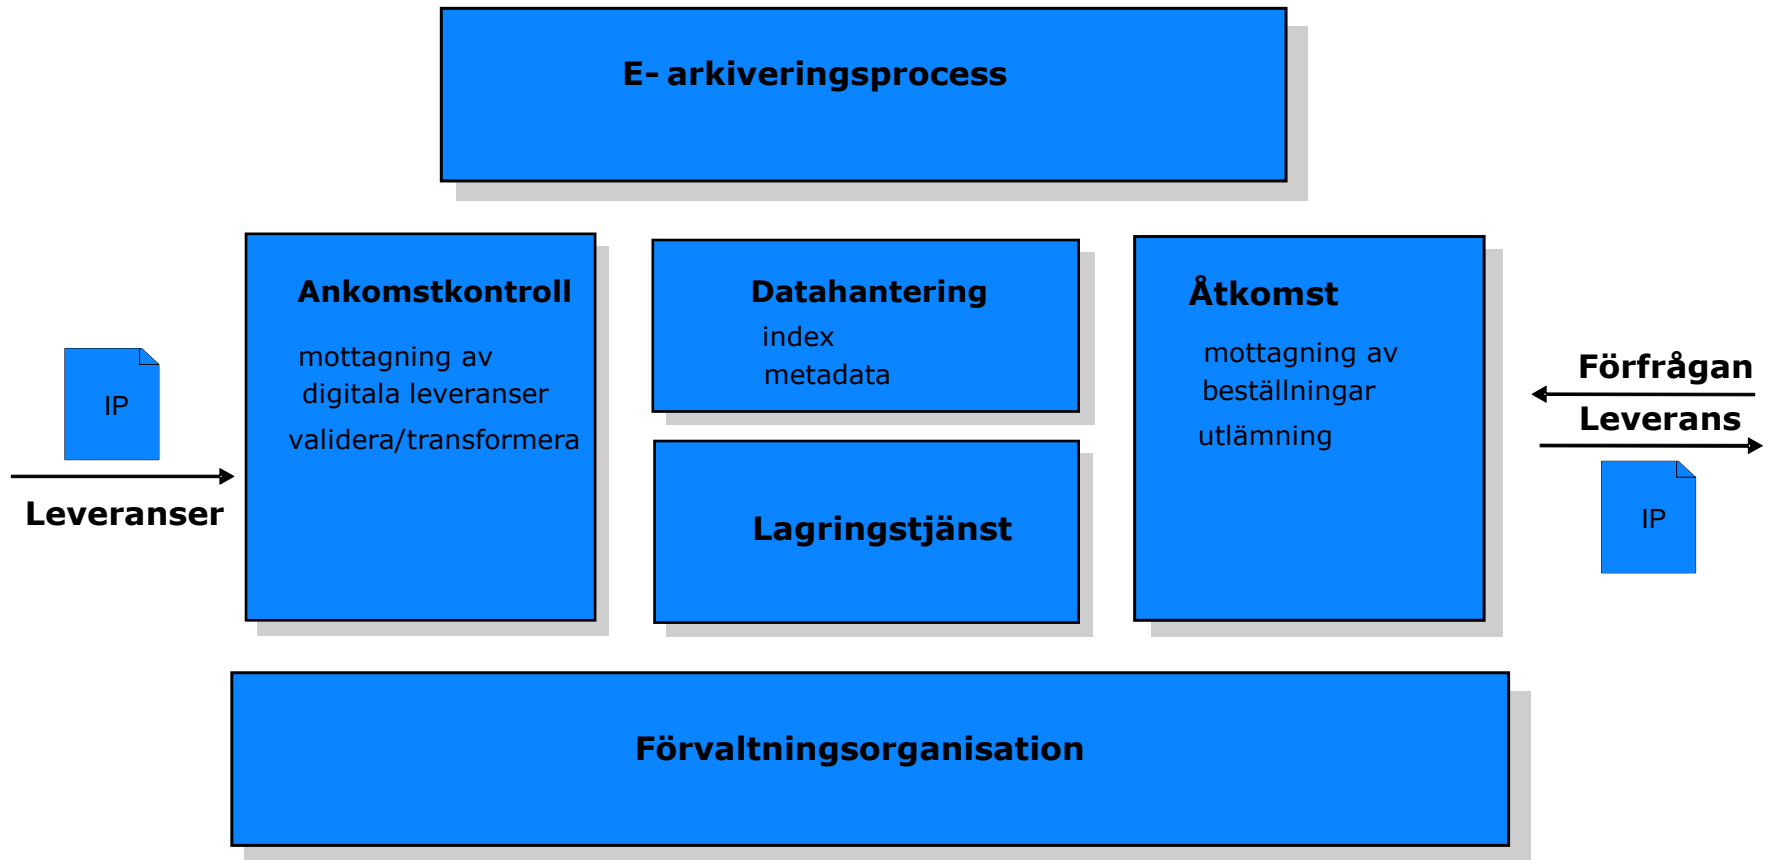 E- arkiveringsprocess
IP
Leveranser
Ankomstkontroll
mottagning av
digitala leveranser
validera/transformera
Datahantering
index
metadata
Lagringstjänst
Åtkomst
mottagning av
beställningar
utlämning
Förfrågan
Leverans
IP
Förvaltningsorganisation